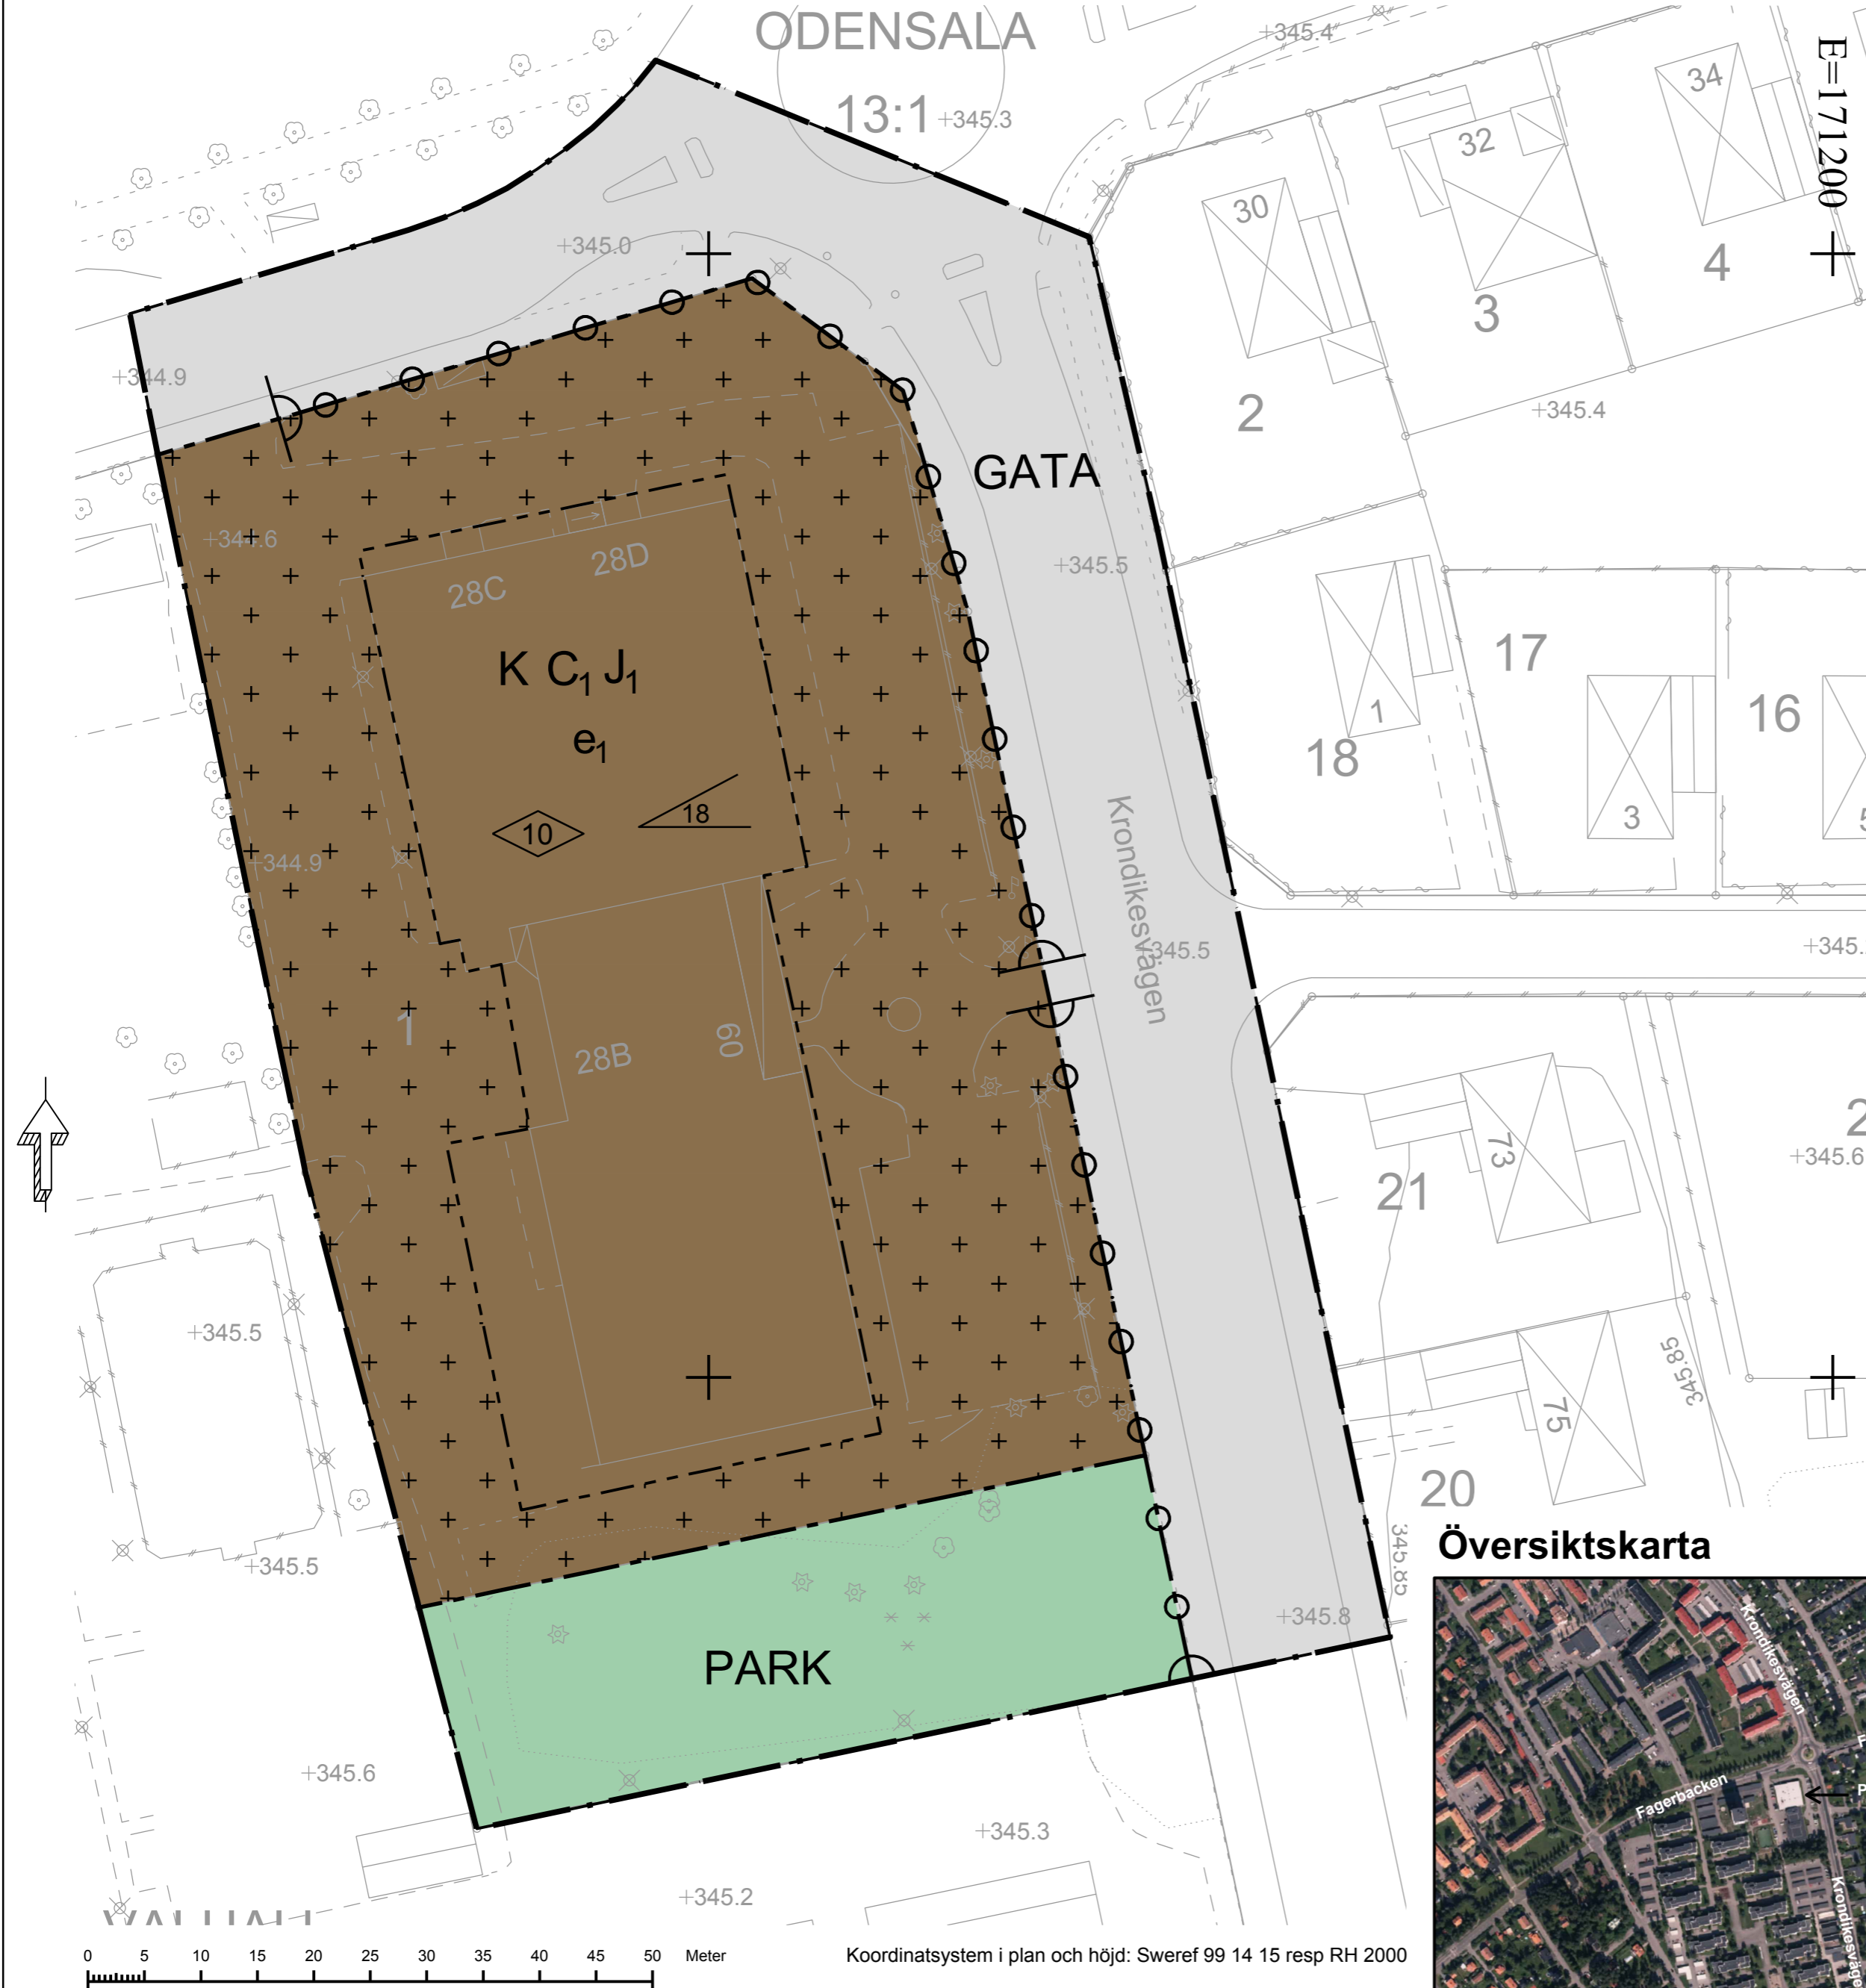 ODENSALA
13:1
+345.3
+345.4
E=171200
34
32
30
4
3
2
+345.0
+344.9
+345.4
GATA
+344.6
28D
28C
+345.5
K C₁ J₁
e₁
17
16
1
18
3
10
18
+344.9
Krondikesvägen
+345.5
1
28B
60
73
+345.6
21
+345.5
345.85
75
20
345.85
Översiktskarta
+345.5
+345.8
PARK
+345.6
+345.3
+345.2
Krondikesvägen
Fagerbacken
0 5 10 15 20 25 30 35 40 45 50 Meter
Koordinatsystem i plan och höjd: Sweref 99 14 15 resp RH 2000